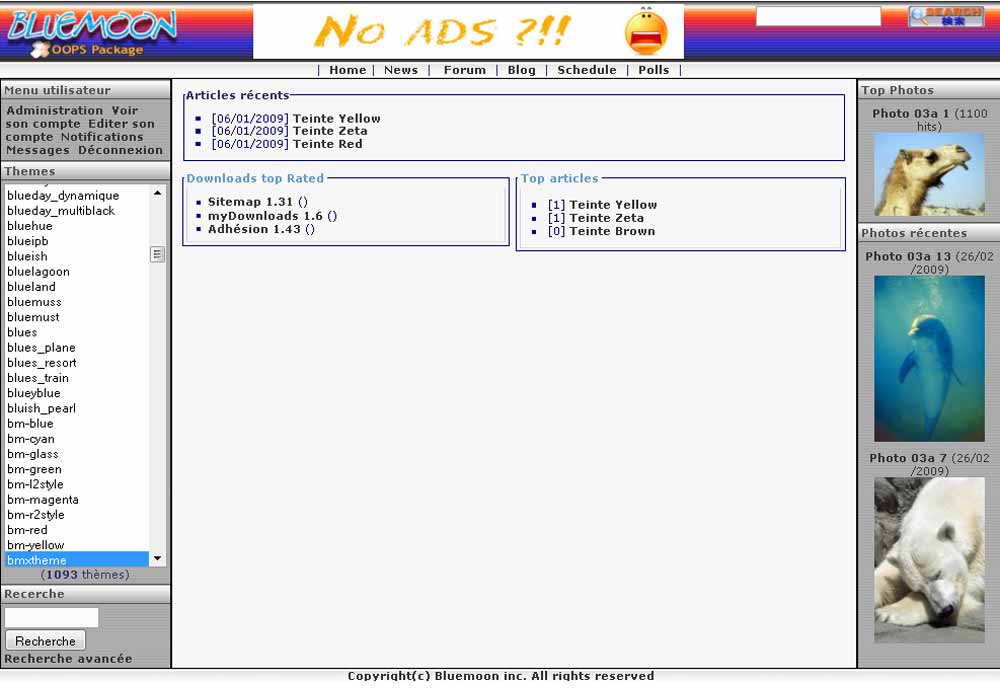 BLUEMOON
OOPS Package
No ADS ?!!
SEARCH
検索
| Home | News | Forum | Blog | Schedule | Polls |
Menu utilisateur
Administration Voir
son compte Editer son
compte Notifications
Messages Déconnexion
Themes
blueday_dynamique
blueday_multiblack
bluehue
blueipb
blueish
bluelagoon
blueland
bluemuss
bluemust
blues
blues_plane
blues_resort
blues_train
blueyblue
bluish_pearl
bm-blue
bm-cyan
bm-glass
bm-green
bm-l2style
bm-magenta
bm-r2style
bm-red
bm-yellow
bmxtheme
(1093 thèmes)
Recerche
Recherche
Recherche avancée
Articles récents
[06/01/2009] Teinte Yellow
[06/01/2009] Teinte Zeta
[06/01/2009] Teinte Red
Downloads top Rated
Sitemap 1.31 ()
myDownloads 1.6 ()
Adhésion 1.43 ()
Top articles
[1] Teinte Yellow
[1] Teinte Zeta
[0] Teinte Brown
Top Photos
Photo 03a 1 (1100
hits)
Photos récentes
Photo 03a 13 (26/02
/2009)
Photo 03a 7 (26/02
/2009)
Copyright(c) Bluemoon inc. All rights reserved